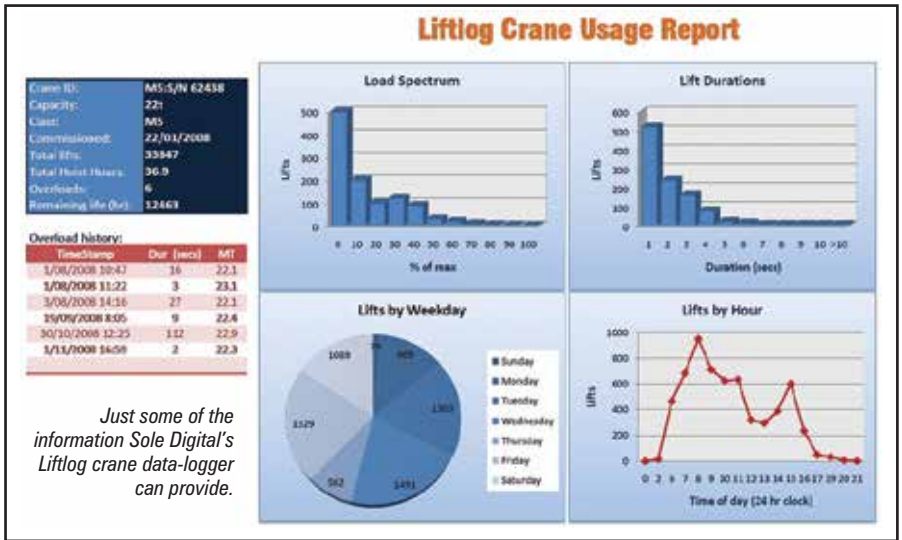 Liftlog Crane Usage Report
Crane ID: M5:S/N 62438
Capacity: 22t
Class: M5
Commissioned: 22/01/2008
Total lifts: 33847
Total Hoist Hours: 36.9
Overloads: 6
Remaining life (hr): 12463
Overload history:
TimeStamp Dur (secs) MT
1/08/2008 10:47 16 22.1
1/08/2008 11:22 3 23.1
3/08/2008 14:16 27 22.1
19/09/2008 8:05 9 22.4
30/10/2008 12:25 112 22.9
1/11/2008 16:59 2 22.3
Just some of the
information Sole Digital's
Liftlog crane data-logger
can provide.
Load Spectrum
Lifts
500
400
300
200
100
0
0 10 20 30 40 50 60 70 80 90 100
% of max
Lift Durations
Lifts
600
500
400
300
200
100
0
1 2 3 4 5 6 7 8 9 10 >10
Duration (secs)
Lifts by Weekday
1089
1329
562
1491
Sunday
Monday
Tuesday
Wednesday
Thursday
Friday
Saturday
Lifts by Hour
Lifts
1000
800
600
400
200
0
0 2 6 7 8 9 10 11 12 13 14 15 16 17 19 20 21
Time of day (24 hr clock)